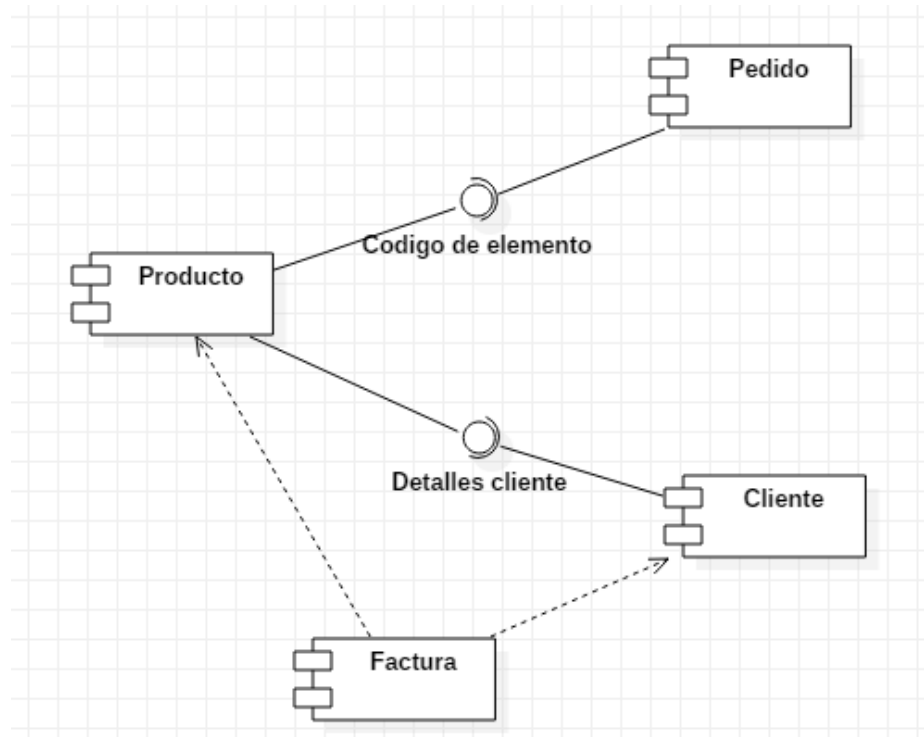 Pedido
Codigo de elemento
Producto
Detalles cliente
Cliente
Factura